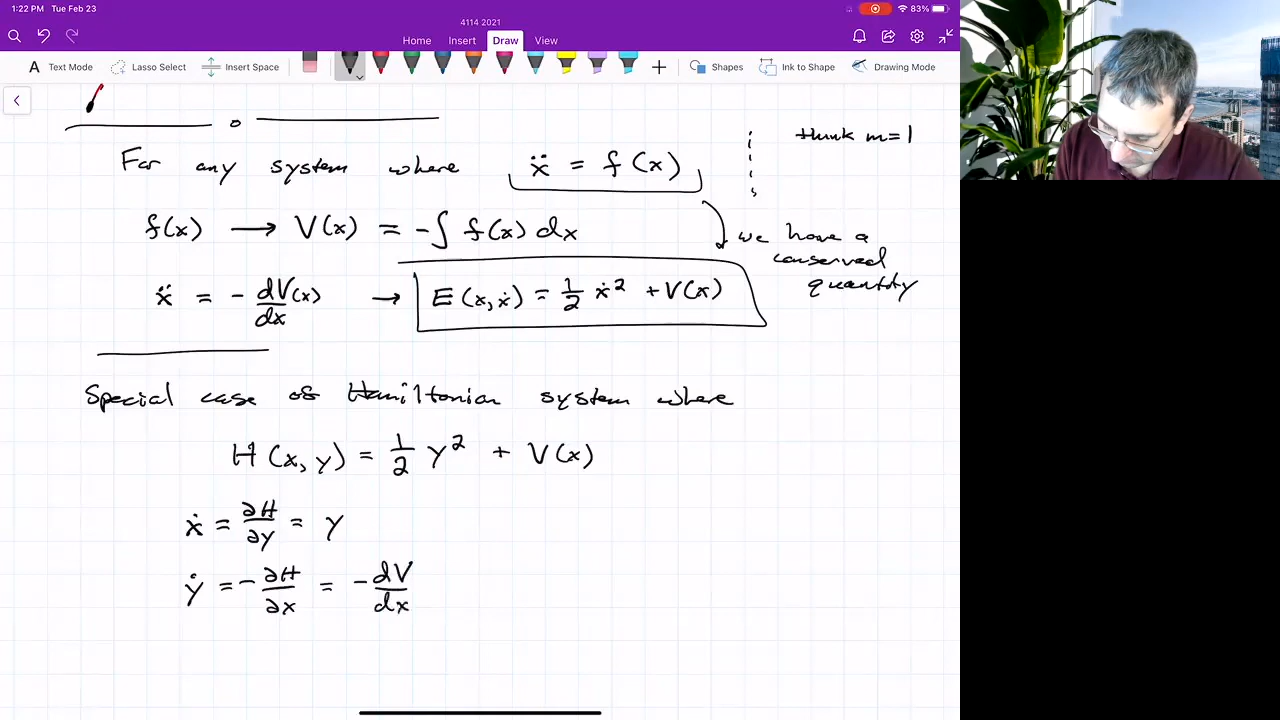 1:22 PM Tue Feb 23
83%
4114 2021
Home Insert Draw View
Text Mode Lasso Select Insert Space Shapes Ink to Shape Drawing Mode
think m=1
For any system where ẍ = f(x)
f(x) → V(x) = -∫ f(x) dx
we have a
conserved
quantity
ẍ = - dV(x)/dx → E(x,ẋ) = 1/2 ẋ² + V(x)
Special case of Hamiltonian system where
H(x,y) = 1/2 y² + V(x)
ẋ = ∂H/∂y = y
ẏ = -∂H/∂x = -dV/dx